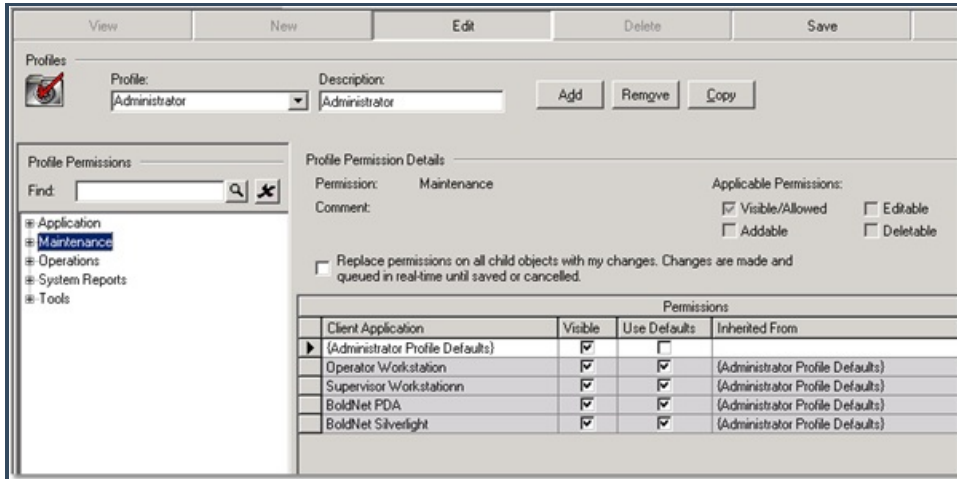 View New Edit Delete Save
Profiles
Profile: Description:
Administrator Administrator Add Remove Copy
Profile Permissions
Find:
Application
Maintenance
Operations
System Reports
Tools
Profile Permission Details
Permission: Maintenance Applicable Permissions:
Comment: Visible/Allowed Editable
Addable Deletable
Replace permissions on all child objects with my changes. Changes are made and
queued in real-time until saved or cancelled.
Permissions
Client Application Visible Use Defaults Inherited From
{Administrator Profile Defaults}
Operator Workstation {Administrator Profile Defaults}
Supervisor Workstationn {Administrator Profile Defaults}
BoldNet PDA {Administrator Profile Defaults}
BoldNet Silverlight {Administrator Profile Defaults}